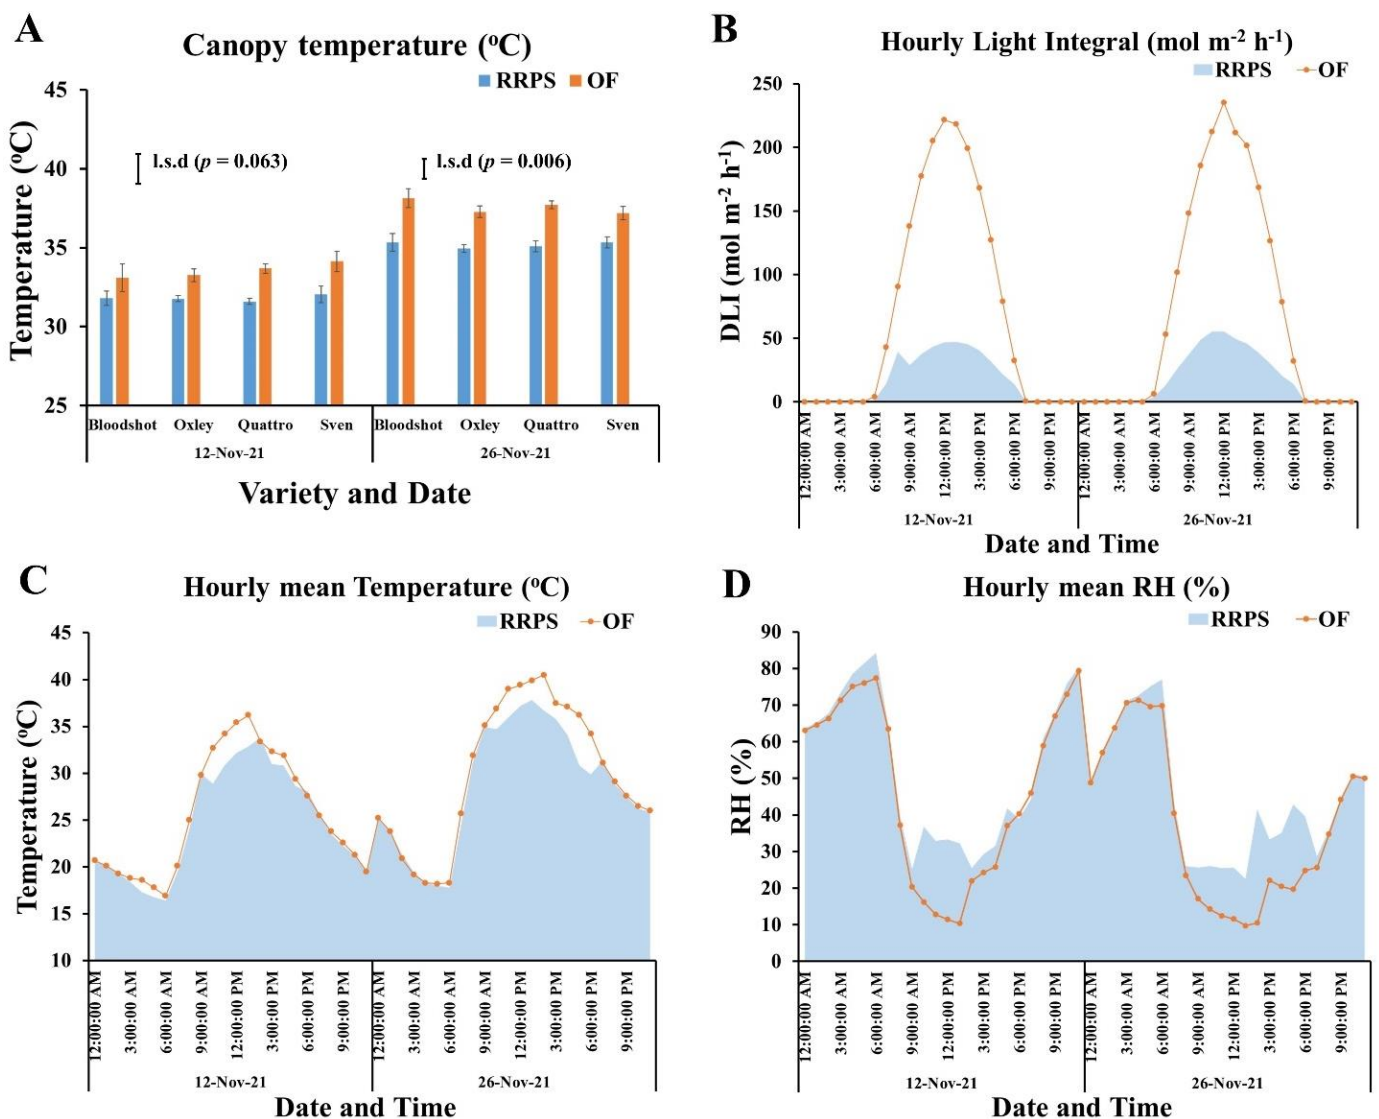 A
Canopy temperature (°C)
RRPS OF
45
40
35
30
25
Temperature (°C)
l.s.d (p = 0.063)
l.s.d (p = 0.006)
Bloodshot Oxley Quattro Sven Bloodshot Oxley Quattro Sven
12-Nov-21 26-Nov-21
Variety and Date
B
Hourly Light Integral (mol m-2 h-1)
RRPS OF
250
200
150
100
50
0
DLI (mol m-2 h-1)
12:00:00 AM 3:00:00 AM 6:00:00 AM 9:00:00 AM 12:00:00 PM 3:00:00 PM 6:00:00 PM 9:00:00 PM 12:00:00 AM 3:00:00 AM 6:00:00 AM 9:00:00 AM 12:00:00 PM 3:00:00 PM 6:00:00 PM 9:00:00 PM
12-Nov-21 26-Nov-21
Date and Time
C
Hourly mean Temperature (°C)
RRPS OF
45
40
35
30
25
20
15
10
Temperature (°C)
12:00:00 AM 3:00:00 AM 6:00:00 AM 9:00:00 AM 12:00:00 PM 3:00:00 PM 6:00:00 PM 9:00:00 PM 12:00:00 AM 3:00:00 AM 6:00:00 AM 9:00:00 AM 12:00:00 PM 3:00:00 PM 6:00:00 PM 9:00:00 PM
12-Nov-21 26-Nov-21
Date and Time
D
Hourly mean RH (%)
RRPS OF
90
80
70
60
50
40
30
20
10
0
RH (%)
12:00:00 AM 3:00:00 AM 6:00:00 AM 9:00:00 AM 12:00:00 PM 3:00:00 PM 6:00:00 PM 9:00:00 PM 12:00:00 AM 3:00:00 AM 6:00:00 AM 9:00:00 AM 12:00:00 PM 3:00:00 PM 6:00:00 PM 9:00:00 PM
12-Nov-21 26-Nov-21
Date and Time